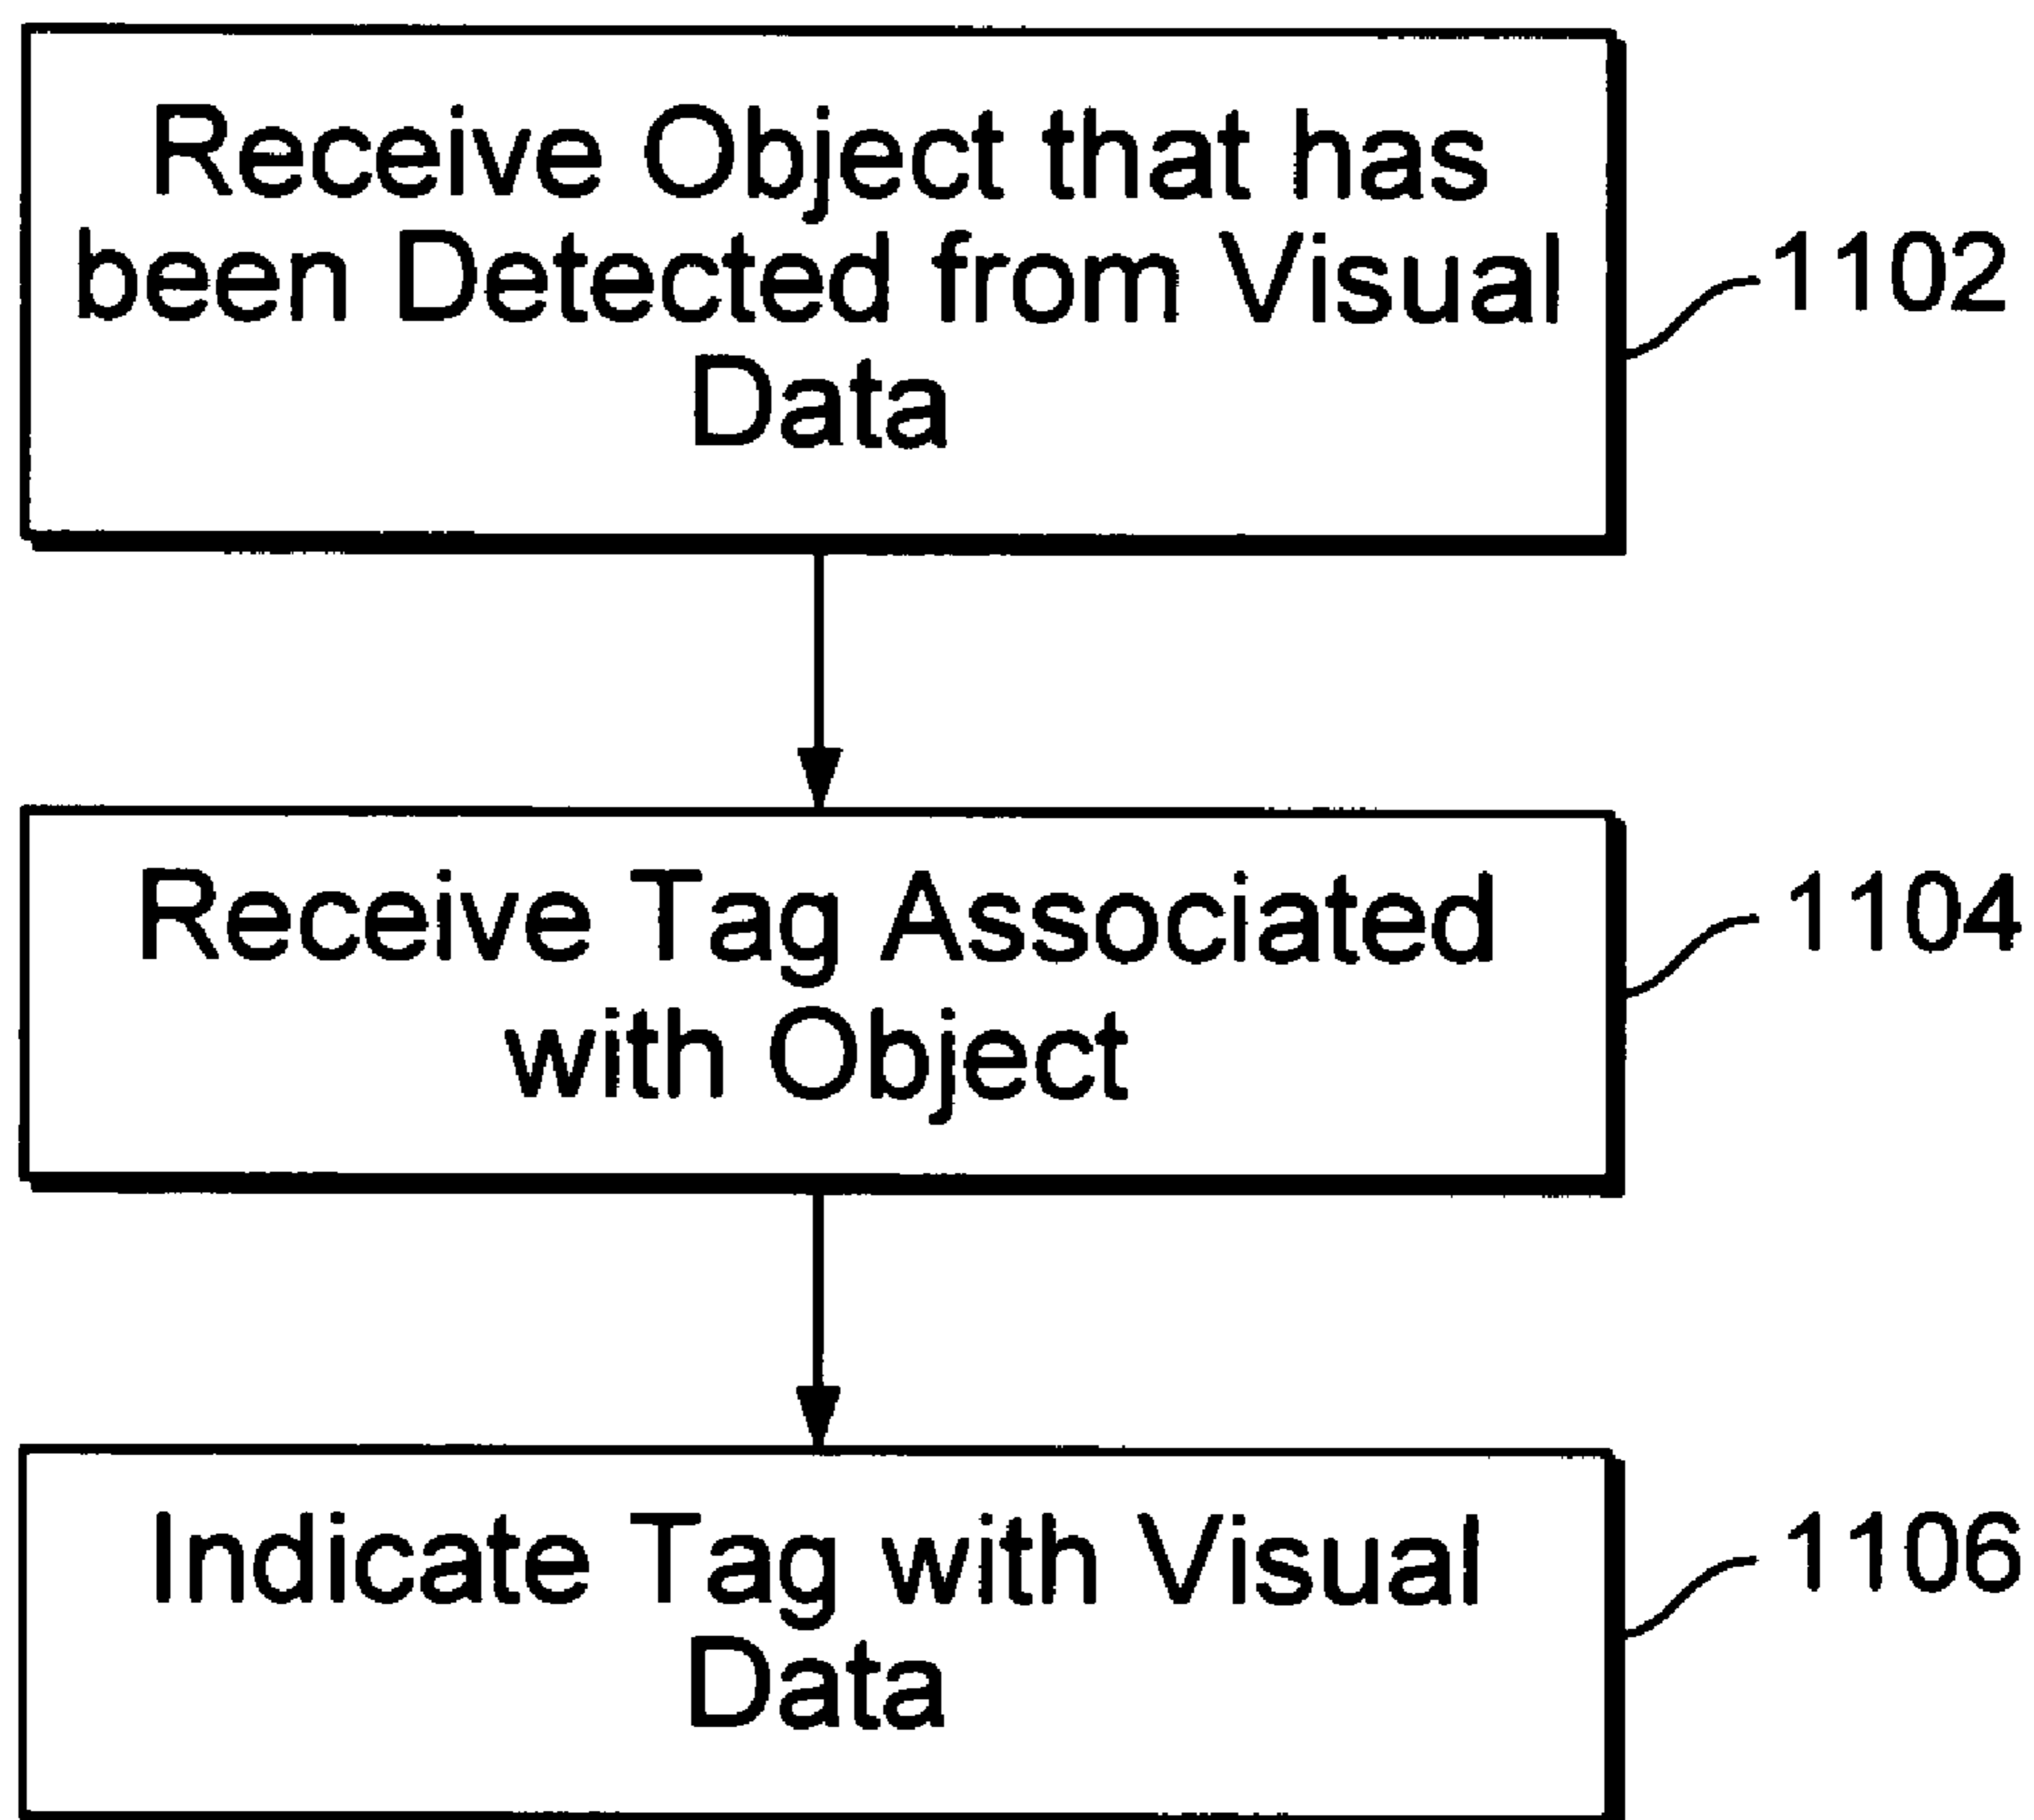 Receive Object that has
been Detected from Visual
Data
1102
Receive Tag Associated
with Object
1104
Indicate Tag with Visual
Data
1106